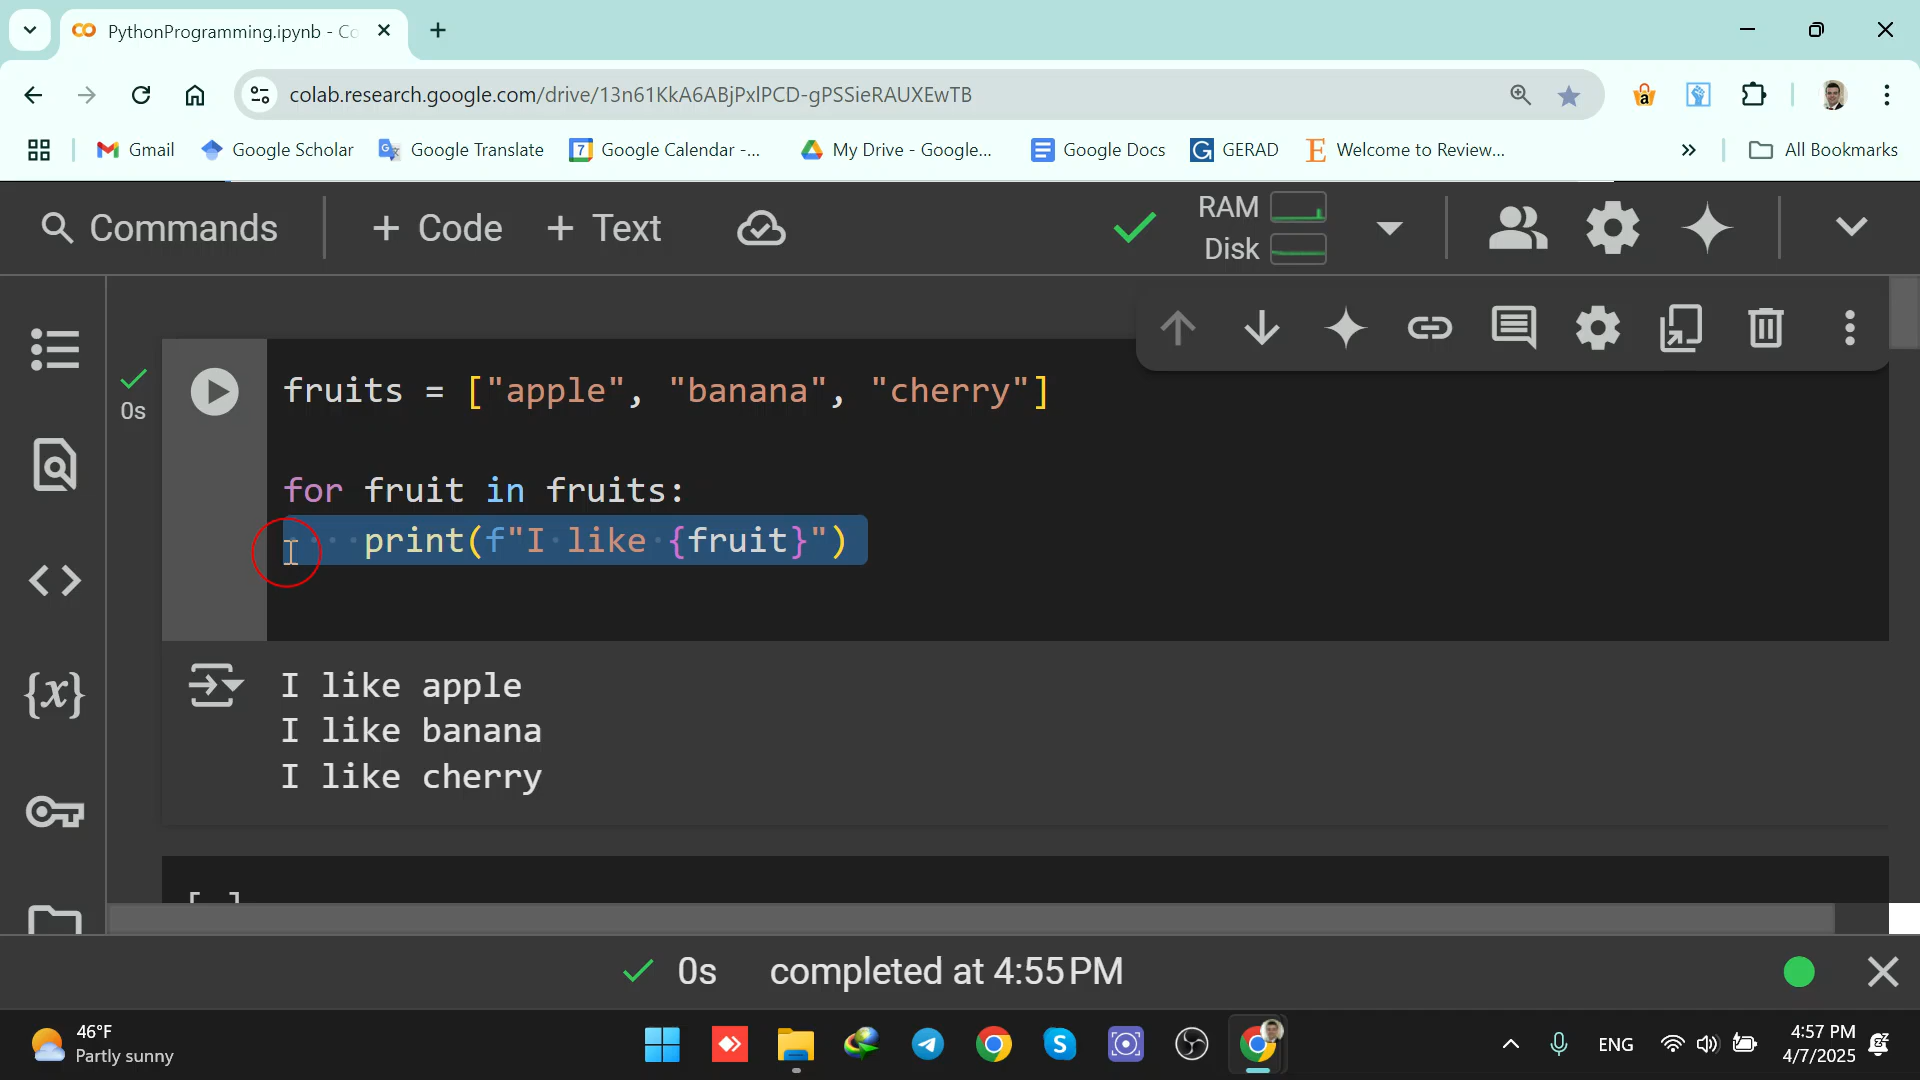 PythonProgramming.ipynb - Co
colab.research.google.com/drive/13n61KkA6ABjPxlPCD-gPSSieRAUXEwTB
Gmail
Google Scholar
Google Translate
7
Google Calendar -...
My Drive - Google...
Google Docs
G GERAD
E Welcome to Review...
All Bookmarks
Commands
+ Code
+ Text
RAM
Disk
0s
fruits = ["apple", "banana", "cherry"]
for fruit in fruits:
    print(f"I like {fruit}")
{x}
I like apple
I like banana
I like cherry
[ ]
0s completed at 4:55 PM
46°F
Partly sunny
ENG
4:57 PM
4/7/2025